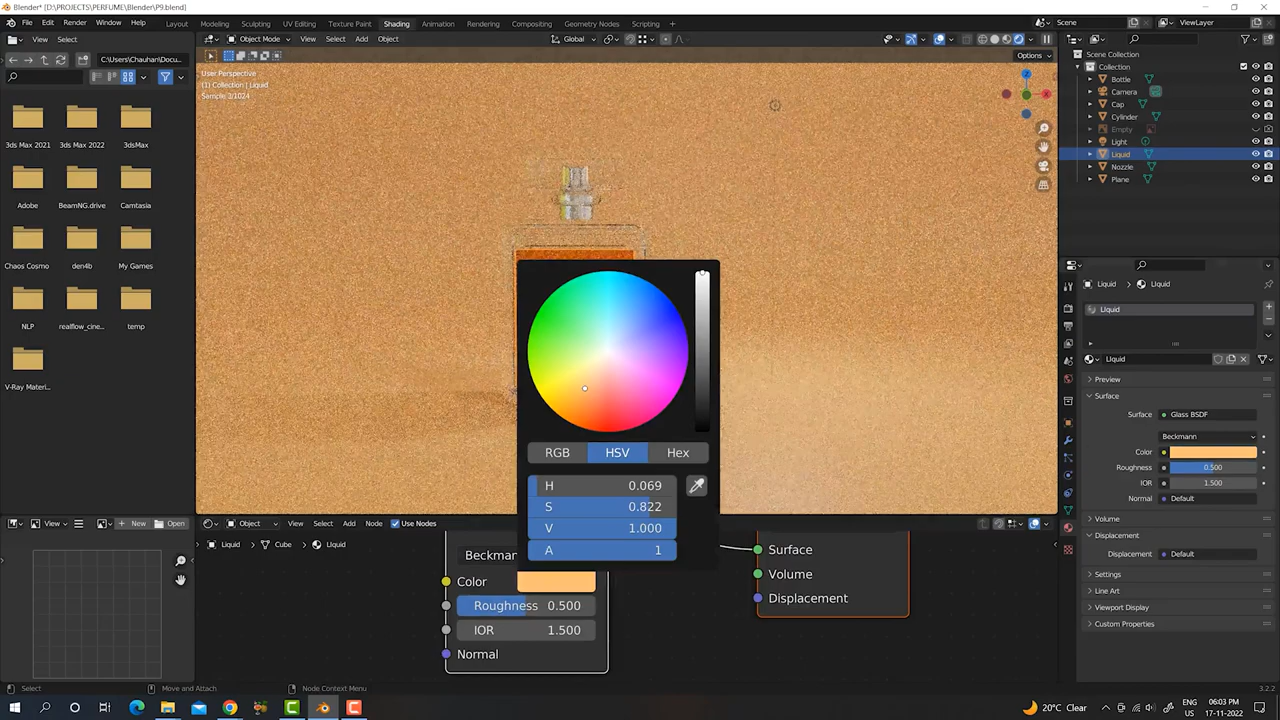 Blender* [D:\PROJECTS\PERFUME\Blender\P9.blend]
File Edit Render Window Help Layout Modeling Sculpting UV Editing Texture Paint Shading Animation Rendering Compositing Geometry Nodes Scripting Scene ViewLayer
View Select Object Mode View Select Add Object Global
C:\Users\Chauhan\Docu... Options
User Perspective
(1) Collection | Liquid
Scene Collection
Collection
Bottle
Camera
Cap
Cylinder
Empty
Light
Liquid
Nozzle
Plane
3ds Max 2021 3ds Max 2022 3dsMax
Adobe BeamNG.drive Camtasia
Chaos Cosmo den4b My Games
NLP realflow_cine... temp
V-Ray Materi...
RGB HSV Hex
H 0.069
S 0.822
V 1.000
A 1
Liquid Liquid
LIquid
LIquid
Preview
Surface
Surface Glass BSDF
Beckmann
Color
Roughness 0.500
IOR 1.500
Normal Default
Volume
Displacement
Displacement Default
Settings
Line Art
Viewport Display
Custom Properties
View New Open Object View Select Add Node Use Nodes
Liquid Cube LIquid
Beckmann
Color
Roughness 0.500
IOR 1.500
Normal
Surface
Volume
Displacement
Select Move and Attach Node Context Menu 3.2.2
20°C Clear ENG US 06:03 PM 17-11-2022